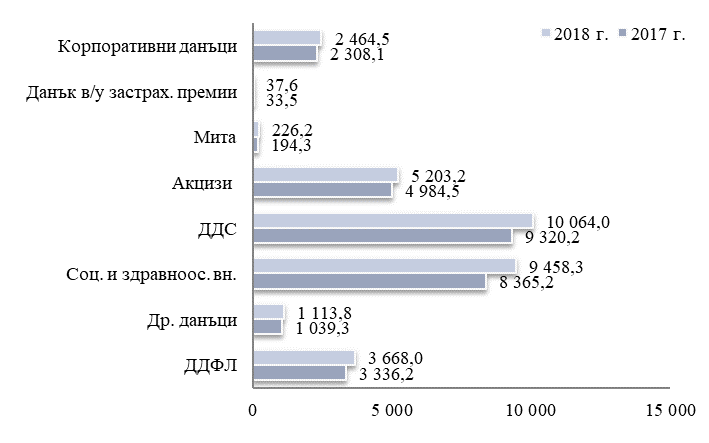 2018 г. 2017 г.
Корпоративни данъци
2 464,5
2 308,1
Данък в/у застрах. премии
37,6
33,5
Мита
226,2
194,3
Акцизи
5 203,2
4 984,5
ДДС
10 064,0
9 320,2
Соц. и здравноос. вн.
9 458,3
8 365,2
Др. данъци
1 113,8
1 039,3
ДДФЛ
3 668,0
3 336,2
0 5 000 10 000 15 000